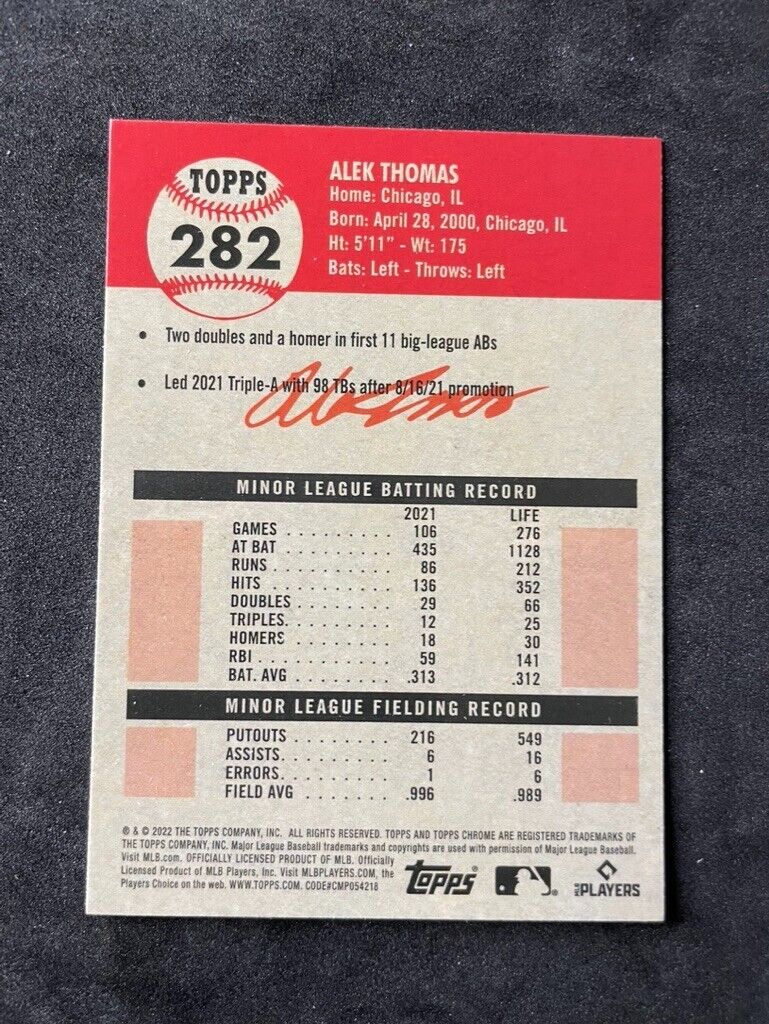 TOPPS
282
ALEK THOMAS
Home: Chicago, IL
Born: April 28, 2000, Chicago, IL
Ht: 5'11" - Wt: 175
Bats: Left - Throws: Left
• Two doubles and a homer in first 11 big-league ABs
• Led 2021 Triple-A with 98 TBs after 8/16/21 promotion
Alek Thomas
MINOR LEAGUE BATTING RECORD
2021 LIFE
GAMES . . . . . . . . . 106 276
AT BAT . . . . . . . . . 435 1128
RUNS . . . . . . . . . . 86 212
HITS . . . . . . . . . . 136 352
DOUBLES . . . . . . . . 29 66
TRIPLES. . . . . . . . . 12 25
HOMERS . . . . . . . . 18 30
RBI . . . . . . . . . . . 59 141
BAT. AVG . . . . . . . . .313 .312
MINOR LEAGUE FIELDING RECORD
PUTOUTS . . . . . . . . 216 549
ASSISTS. . . . . . . . . 6 16
ERRORS. . . . . . . . . 1 6
FIELD AVG . . . . . . . .996 .989
® & © 2022 THE TOPPS COMPANY, INC. ALL RIGHTS RESERVED. TOPPS AND TOPPS CHROME ARE REGISTERED TRADEMARKS OF
THE TOPPS COMPANY, INC. Major League Baseball trademarks and copyrights are used with permission of Major League Baseball.
Visit MLB.com. OFFICIALLY LICENSED PRODUCT OF MLB. Officially
Licensed Product of MLB Players, Inc. Visit MLBPLAYERS.COM, the
Players Choice on the web. WWW.TOPPS.COM. CODE#CMP054218
Topps
MLB PLAYERS